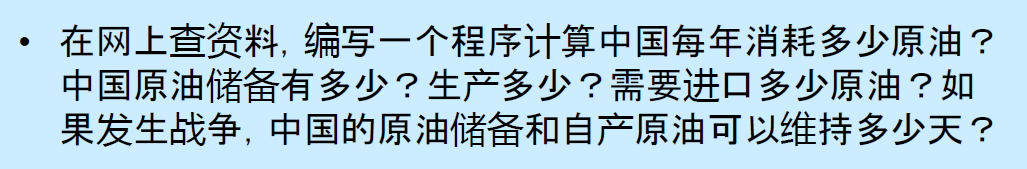 • 在网上查资料, 编写一个程序计算中国每年消耗多少原油？
中国原油储备有多少？生产多少？需要进口多少原油？如
果发生战争, 中国的原油储备和自产原油可以维持多少天？